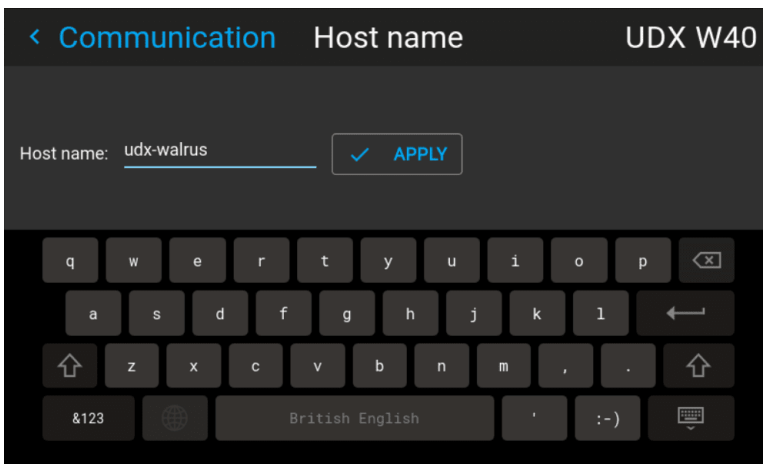 < Communication Host name UDX W40
Host name: udx-walrus APPLY
q w e r t y u i o p
a s d f g h j k l
z x c v b n m , .
&123 British English ' :-)